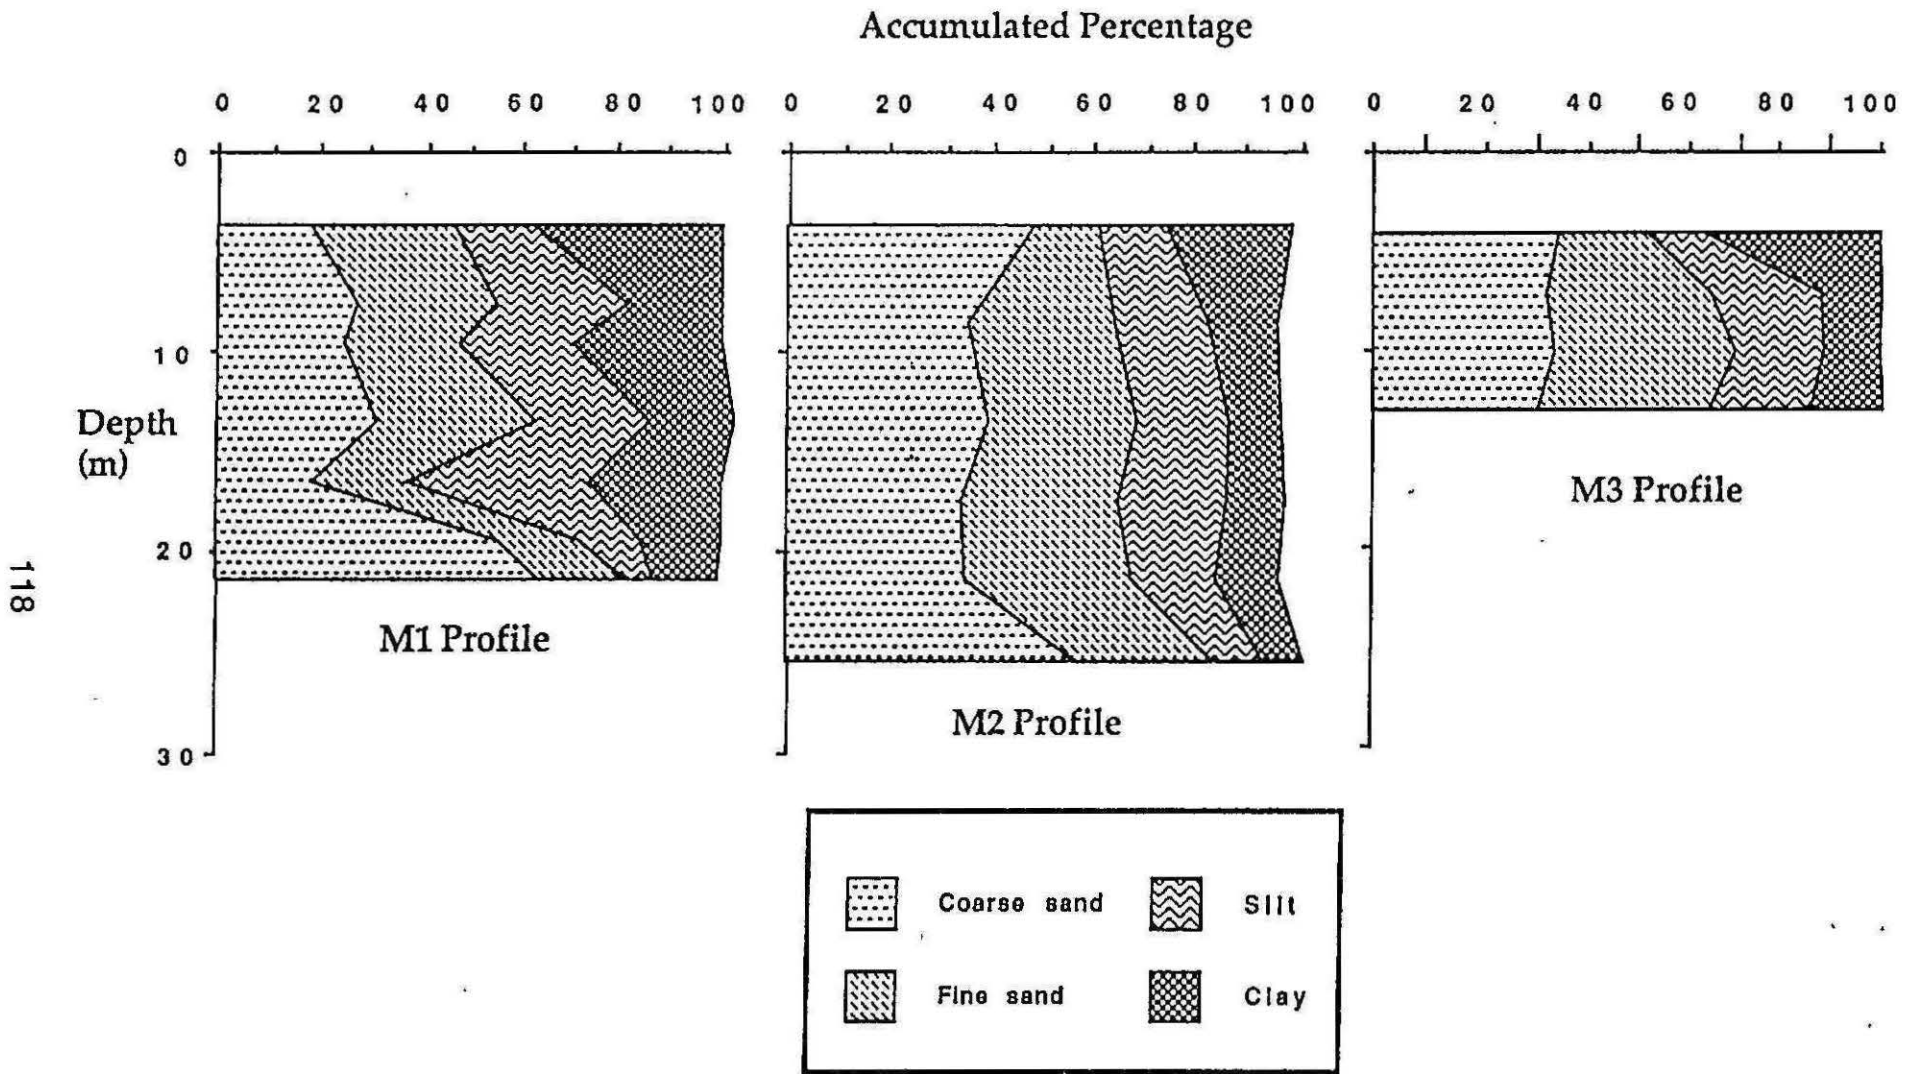 Accumulated Percentage
0 20 40 60 80 100
0 20 40 60 80 100
0 20 40 60 80 100
0
10
Depth
(m)
20
30
M1 Profile
M2 Profile
M3 Profile
118
Coarse sand
Silt
Fine sand
Clay